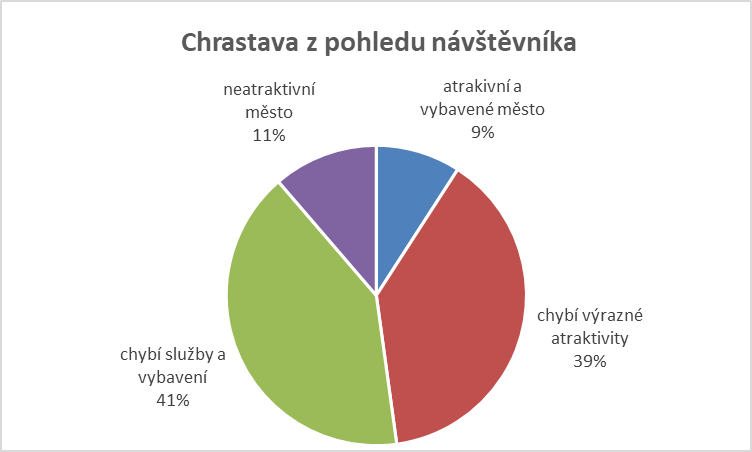 Chrastava z pohledu návštěvníka
neatraktivní
město
11%
atrakivní a
vybavené město
9%
chybí výrazné
atraktivity
39%
chybí služby a
vybavení
41%